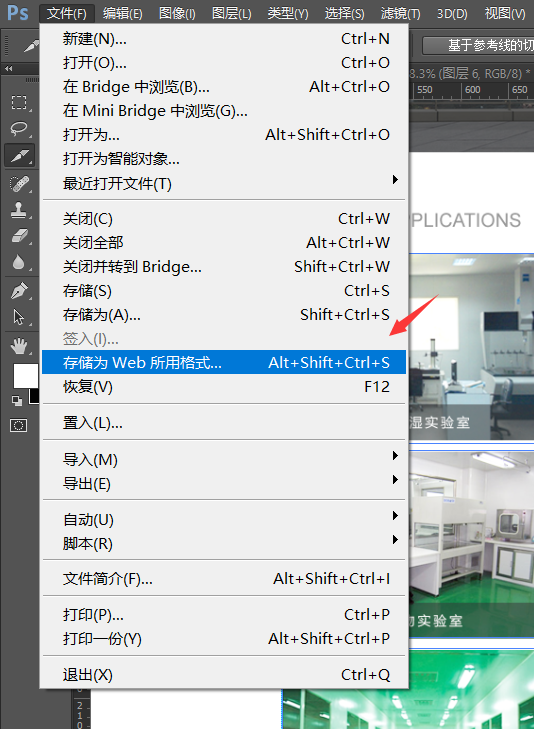 Ps 文件(F) 编辑(E) 图像(I) 图层(L) 类型(Y) 选择(S) 滤镜(T) 3D(D) 视图(V)
基于参考线的切
新建(N)... Ctrl+N
打开(O)... Ctrl+O
8.3% (图层 6, RGB/8) *
在 Bridge 中浏览(B)... Alt+Ctrl+O
550 600 650
在 Mini Bridge 中浏览(G)...
打开为... Alt+Shift+Ctrl+O
打开为智能对象...
最近打开文件(T)
关闭(C) Ctrl+W
PLICATIONS
关闭全部 Alt+Ctrl+W
关闭并转到 Bridge... Shift+Ctrl+W
存储(S) Ctrl+S
存储为(A)... Shift+Ctrl+S
签入(I)...
存储为 Web 所用格式... Alt+Shift+Ctrl+S
恢复(V) F12
置入(L)...
湿实验室
导入(M)
导出(E)
自动(U)
脚本(R)
文件简介(F)... Alt+Shift+Ctrl+I
打印(P)... Ctrl+P
物实验室
打印一份(Y) Alt+Shift+Ctrl+P
退出(X) Ctrl+Q
210